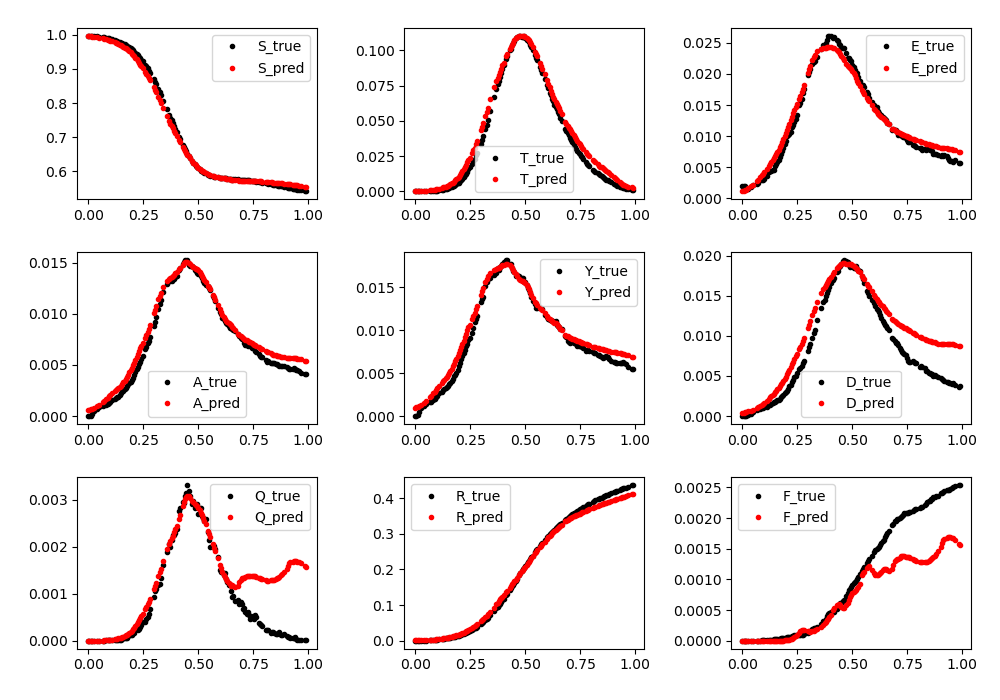 1.0
0.9
0.8
0.7
0.6
0.00 0.25 0.50 0.75 1.00
S_true
S_pred
0.100
0.075
0.050
0.025
0.000
0.00 0.25 0.50 0.75 1.00
T_true
T_pred
0.025
0.020
0.015
0.010
0.005
0.000
0.00 0.25 0.50 0.75 1.00
E_true
E_pred
0.015
0.010
0.005
0.000
0.00 0.25 0.50 0.75 1.00
A_true
A_pred
0.015
0.010
0.005
0.000
0.00 0.25 0.50 0.75 1.00
Y_true
Y_pred
0.020
0.015
0.010
0.005
0.000
0.00 0.25 0.50 0.75 1.00
D_true
D_pred
0.003
0.002
0.001
0.000
0.00 0.25 0.50 0.75 1.00
Q_true
Q_pred
0.4
0.3
0.2
0.1
0.0
0.00 0.25 0.50 0.75 1.00
R_true
R_pred
0.0025
0.0020
0.0015
0.0010
0.0005
0.0000
0.00 0.25 0.50 0.75 1.00
F_true
F_pred